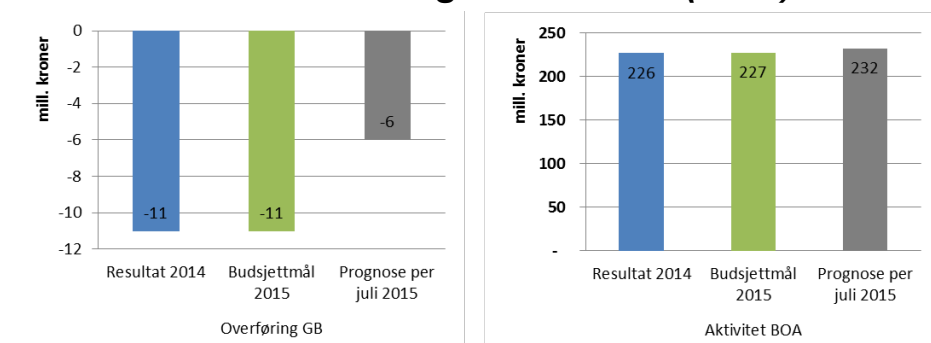 mill. kroner
0
-2
-4
-6
-8
-10
-12
-11
-11
-6
Resultat 2014
Budsjettmål
2015
Prognose per
juli 2015
Overføring GB
mill. kroner
250
200
150
100
50
-
226
227
232
Resultat 2014
Budsjettmål
2015
Prognose per
juli 2015
Aktivitet BOA